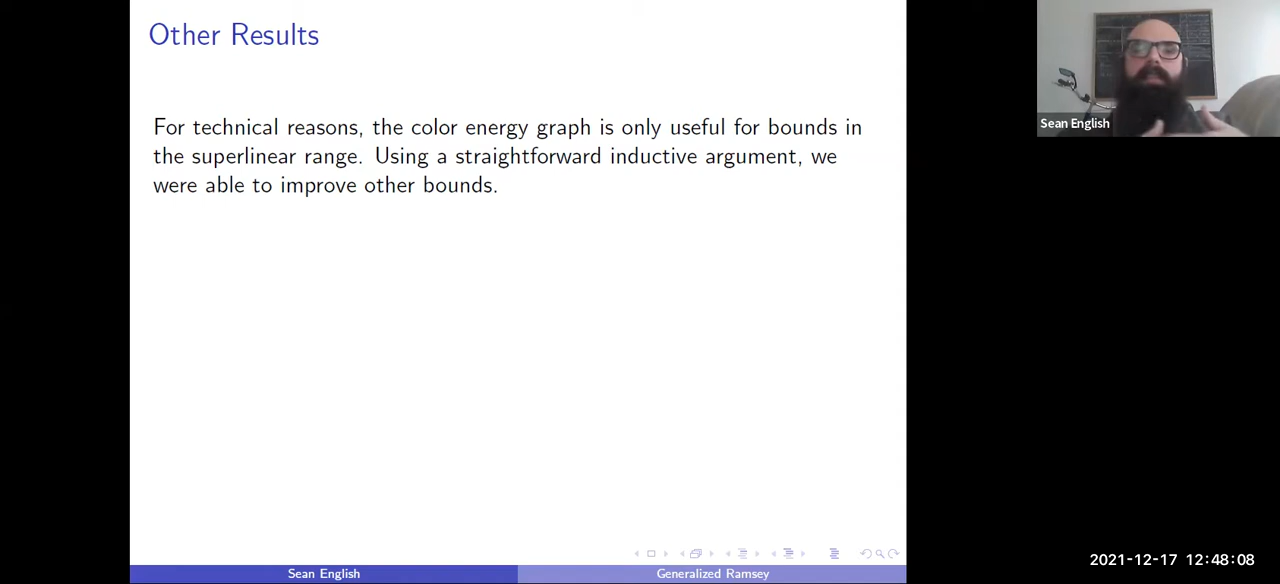 Other Results
For technical reasons, the color energy graph is only useful for bounds in
the superlinear range. Using a straightforward inductive argument, we
were able to improve other bounds.
Sean English
Sean English
Generalized Ramsey
2021-12-17 12:48:08